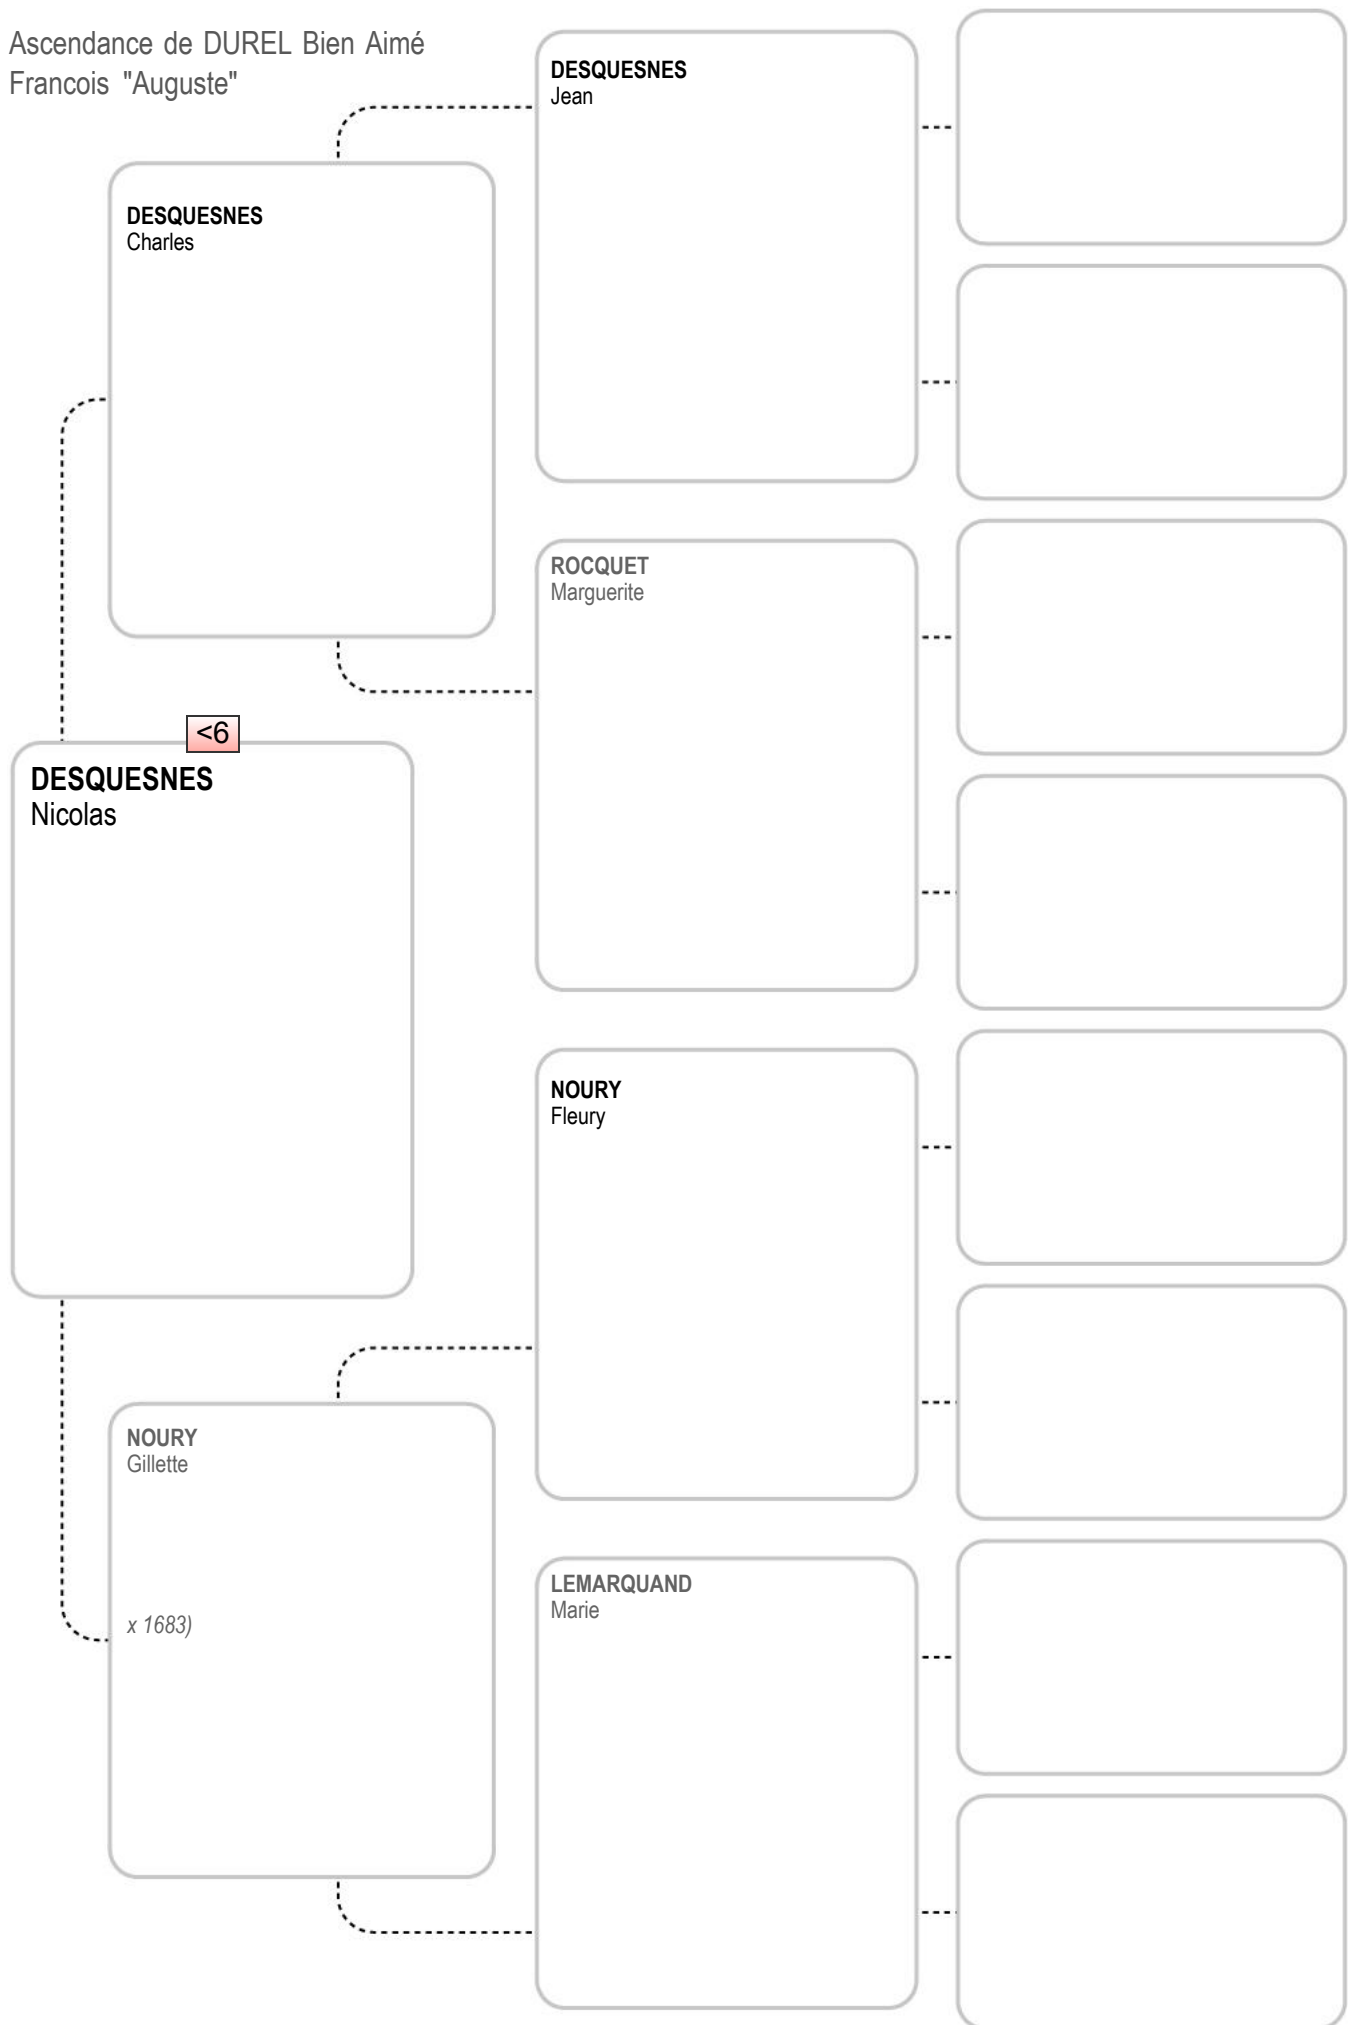 Ascendance de DUREL Bien Aimé
Francois "Auguste"
DESQUESNES
Jean
DESQUESNES
Charles
ROCQUET
Marguerite
<6
DESQUESNES
Nicolas
NOURY
Fleury
NOURY
Gillette
x 1683)
LEMARQUAND
Marie